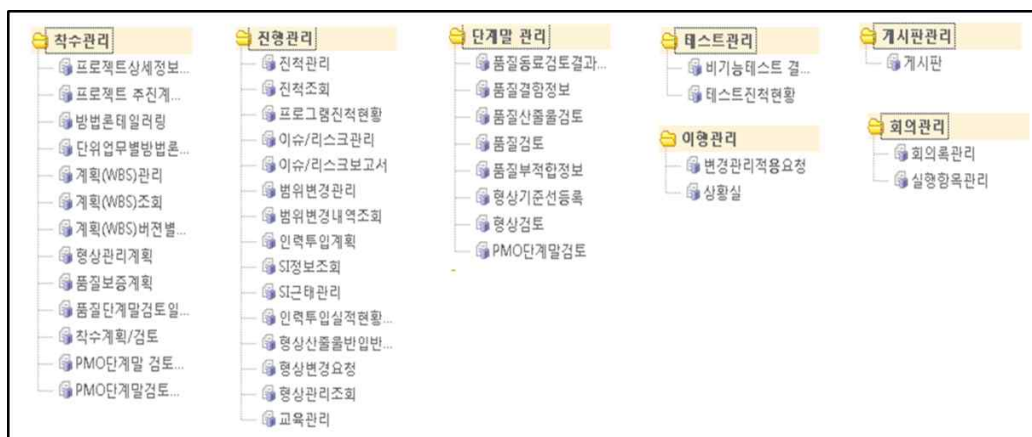 착수관리
프로젝트상세정보...
프로젝트 추진계...
방법론테일러링
단위업무별방법론...
계획(WBS)관리
계획(WBS)조회
계획(WBS)버젼별...
형상관리계획
품질보증계획
품질단계말검토일...
착수계획/검토
PMO단계말 검토...
PMO단계말검토...
진행관리
진척관리
진척조회
프로그램진척현황
이슈/리스크관리
이슈/리스크보고서
범위변경관리
범위변경내역조회
인력투입계획
SI정보조회
SI근태관리
인력투입실적현황...
형상산출물반입반...
형상변경요청
형상관리조회
교육관리
단계말 관리
품질동료검토결과...
품질결함정보
품질산출물검토
품질검토
품질부적합정보
형상기준선등록
형상검토
PMO단계말검토
테스트관리
비기능테스트 결...
테스트진척현황
이행관리
변경관리적용요청
상황실
게시판관리
게시판
회의관리
회의록관리
실행항목관리